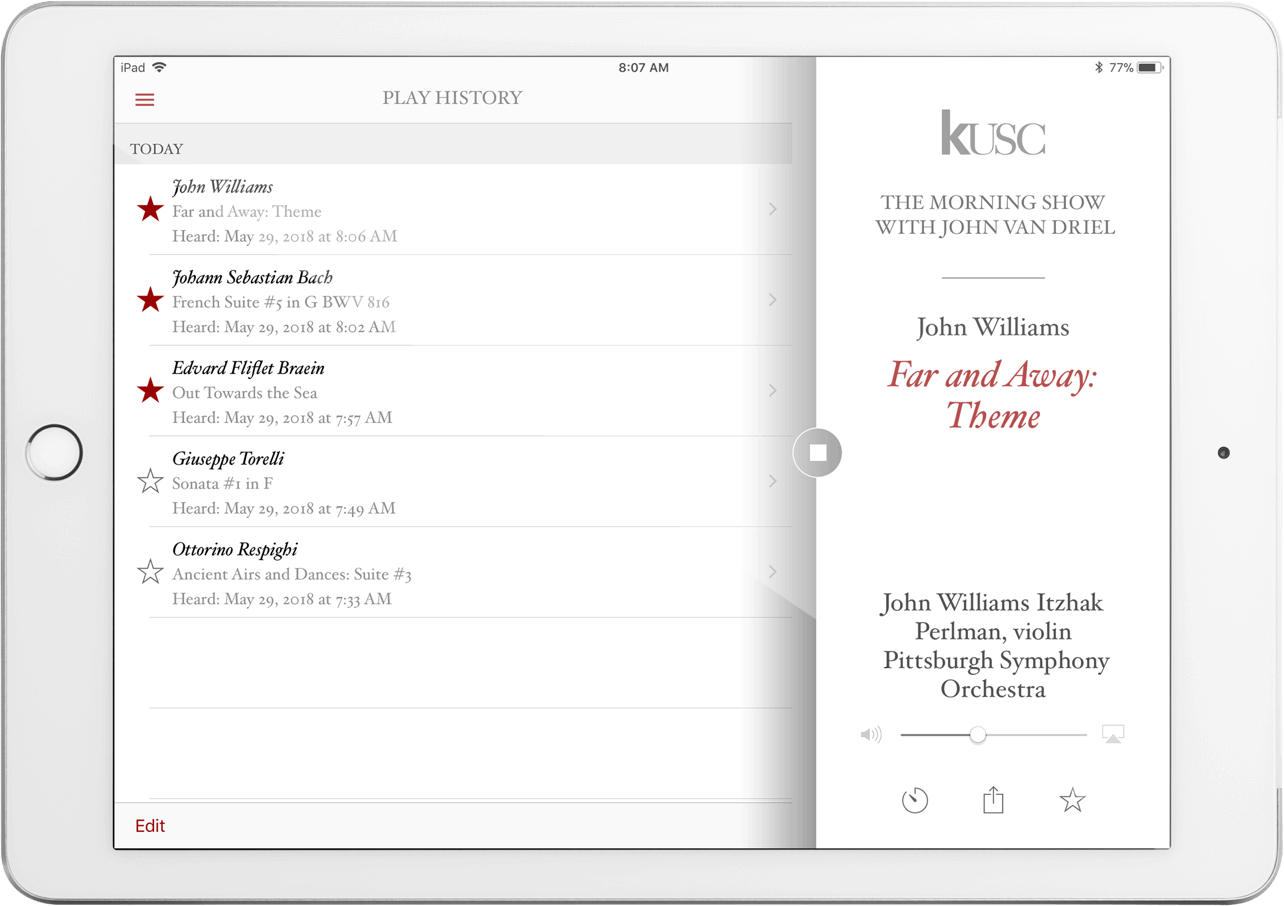 iPad
8:07 AM
77%
PLAY HISTORY
TODAY
John Williams
Far and Away: Theme
Heard: May 29, 2018 at 8:06 AM
Johann Sebastian Bach
French Suite #5 in G BWV 816
Heard: May 29, 2018 at 8:02 AM
Edvard Fliflet Braein
Out Towards the Sea
Heard: May 29, 2018 at 7:57 AM
Giuseppe Torelli
Sonata #1 in F
Heard: May 29, 2018 at 7:49 AM
Ottorino Respighi
Ancient Airs and Dances: Suite #3
Heard: May 29, 2018 at 7:33 AM
Edit
kUSC
THE MORNING SHOW
WITH JOHN VAN DRIEL
John Williams
Far and Away:
Theme
John Williams Itzhak
Perlman, violin
Pittsburgh Symphony
Orchestra